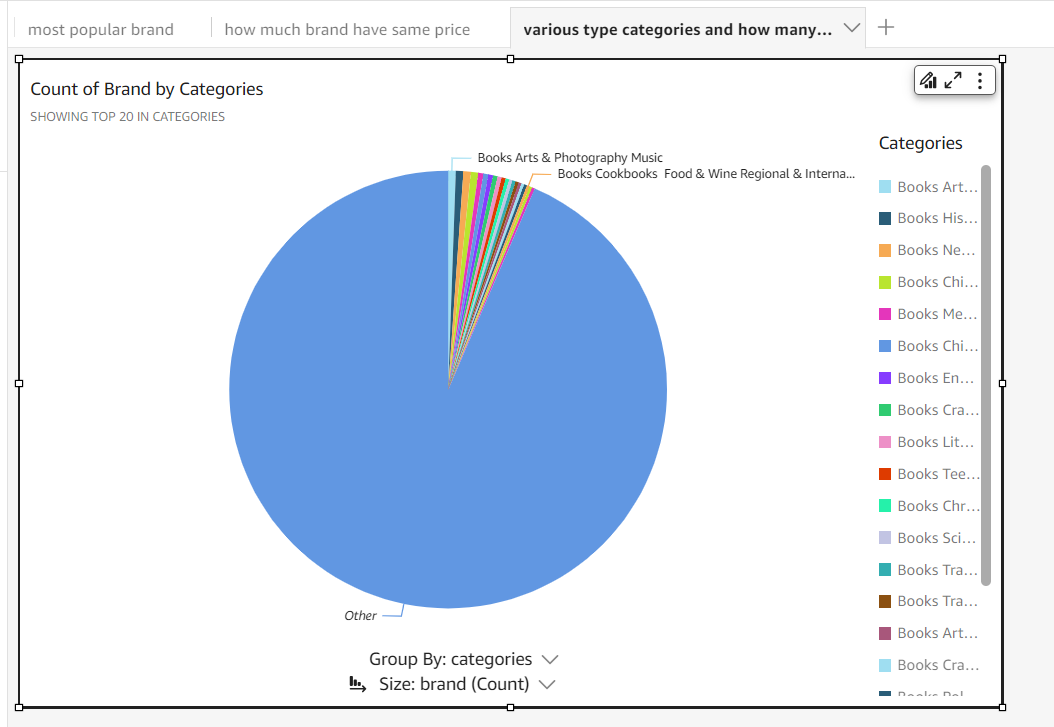 most popular brand
how much brand have same price
various type categories and how many...
Count of Brand by Categories
SHOWING TOP 20 IN CATEGORIES
Books Arts & Photography Music
Books Cookbooks  Food & Wine Regional & Interna...
Other
Group By: categories
Size: brand (Count)
Categories
Books Art...
Books His...
Books Ne...
Books Chi...
Books Me...
Books Chi...
Books En...
Books Cra...
Books Lit...
Books Tee...
Books Chr...
Books Sci...
Books Tra...
Books Tra...
Books Art...
Books Cra...
Books Pol